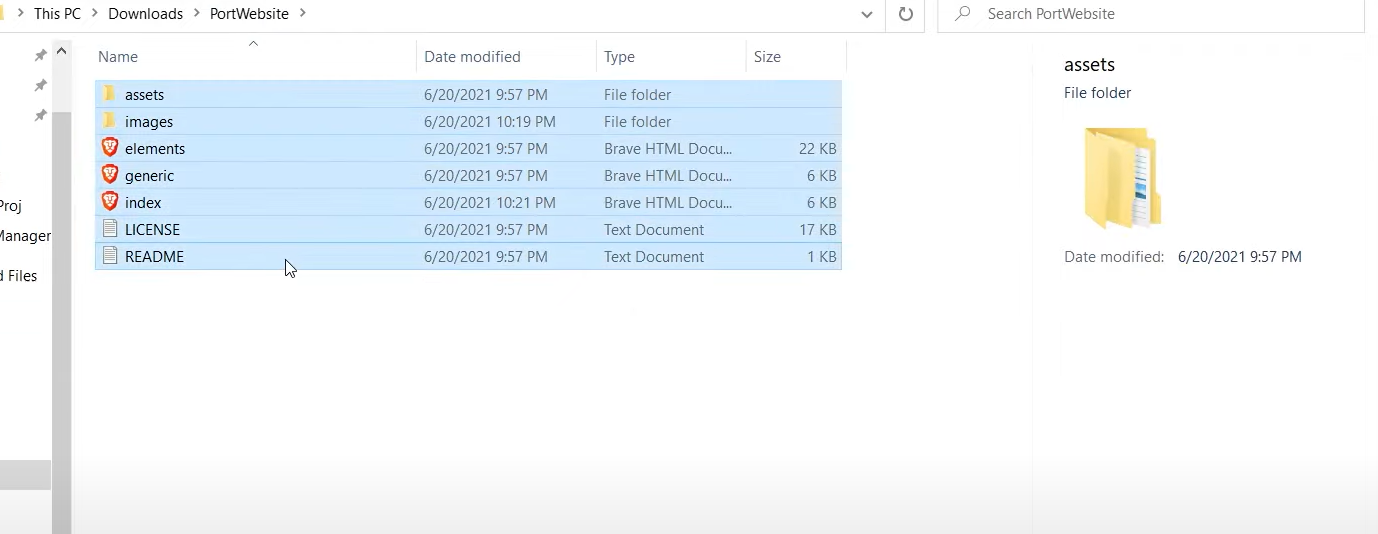 This PC > Downloads > PortWebsite >
Search PortWebsite
Name Date modified Type Size
assets 6/20/2021 9:57 PM File folder
images 6/20/2021 10:19 PM File folder
elements 6/20/2021 9:57 PM Brave HTML Docu... 22 KB
generic 6/20/2021 9:57 PM Brave HTML Docu... 6 KB
index 6/20/2021 10:21 PM Brave HTML Docu... 6 KB
LICENSE 6/20/2021 9:57 PM Text Document 17 KB
README 6/20/2021 9:57 PM Text Document 1 KB
Proj
Manager
d Files
assets
File folder
Date modified: 6/20/2021 9:57 PM